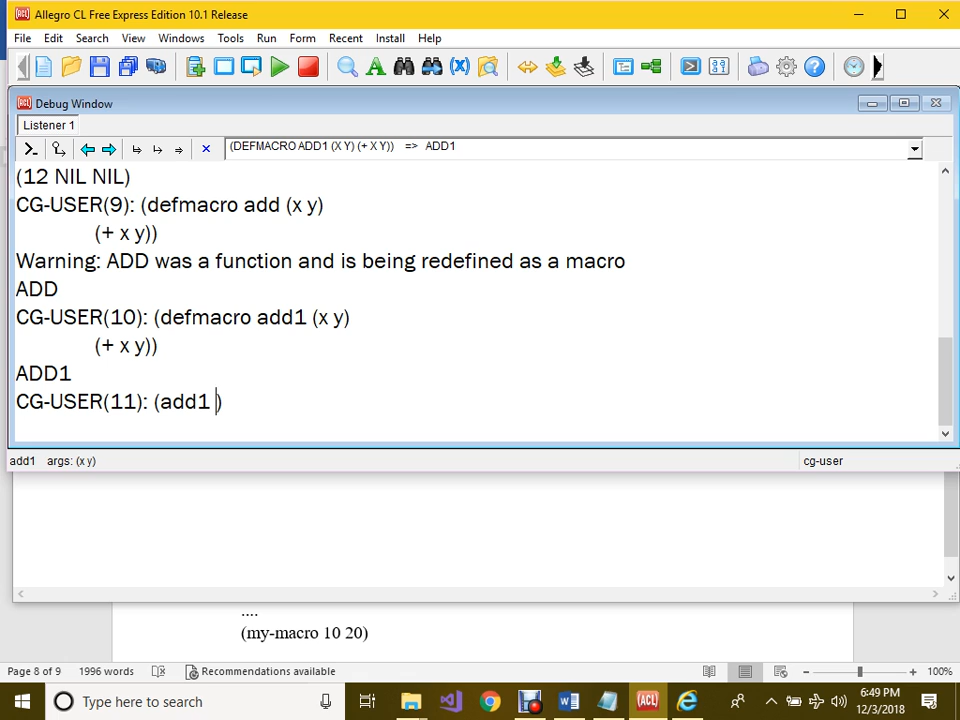 Allegro CL Free Express Edition 10.1 Release
File Edit Search View Windows Tools Run Form Recent Install Help
Debug Window
Listener 1
(DEFMACRO ADD1 (X Y) (+ X Y)) => ADD1
(12 NIL NIL)
CG-USER(9): (defmacro add (x y)
(+ x y))
Warning: ADD was a function and is being redefined as a macro
ADD
CG-USER(10): (defmacro add1 (x y)
(+ x y))
ADD1
CG-USER(11): (add1 )
add1 args: (x y) cg-user
....
(my-macro 10 20)
Page 8 of 9 1996 words Recommendations available 100%
Type here to search
6:49 PM
12/3/2018